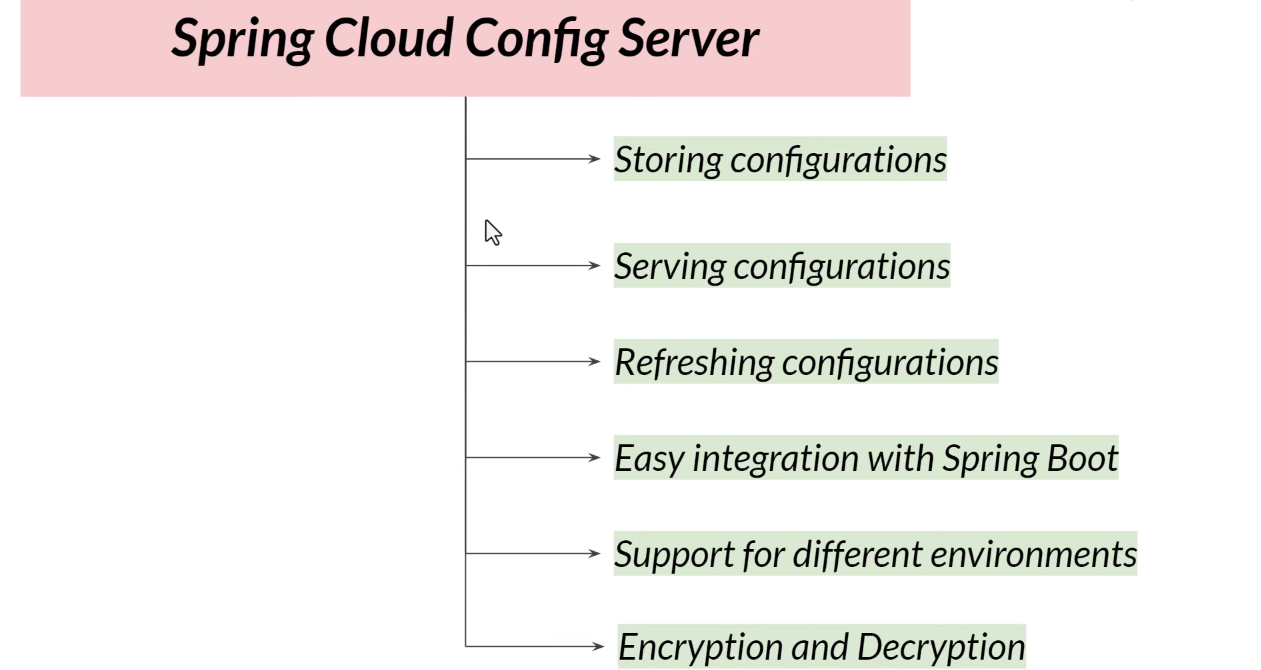 Spring Cloud Config Server
Storing configurations
Serving configurations
Refreshing configurations
Easy integration with Spring Boot
Support for different environments
Encryption and Decryption